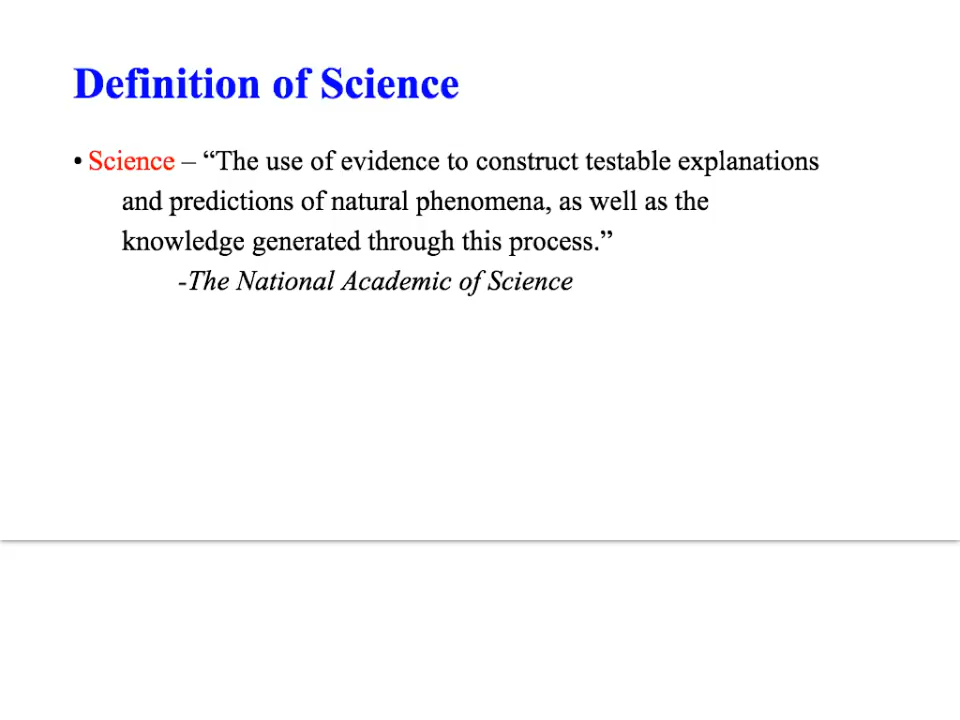 Definition of Science
• Science – “The use of evidence to construct testable explanations
and predictions of natural phenomena, as well as the
knowledge generated through this process.”
-The National Academic of Science